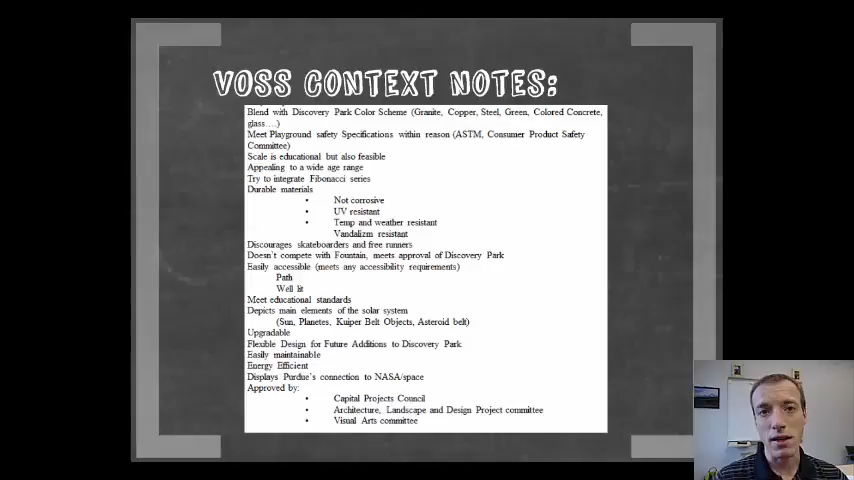 VOSS CONTEXT NOTES:
Blend with Discovery Park Color Scheme (Granite, Copper, Steel, Green, Colored Concrete,
glass....)
Meet Playground safety Specifications within reason (ASTM, Consumer Product Safety
Committee)
Scale is educational but also feasible
Appealing to a wide age range
Try to integrate Fibonacci series
Durable materials
• Not corrosive
• UV resistant
• Temp and weather resistant
Vandalizm resistant
Discourages skateboarders and free runners
Doesn't compete with Fountain, meets approval of Discovery Park
Easily accessible (meets any accessibility requirements)
Path
Well lit
Meet educational standards
Depicts main elements of the solar system
(Sun, Planetes, Kuiper Belt Objects, Asteroid belt)
Upgradable
Flexible Design for Future Additions to Discovery Park
Easily maintainable
Energy Efficient
Displays Purdue's connection to NASA/space
Approved by:
• Capital Projects Council
• Architecture, Landscape and Design Project committee
• Visual Arts committee